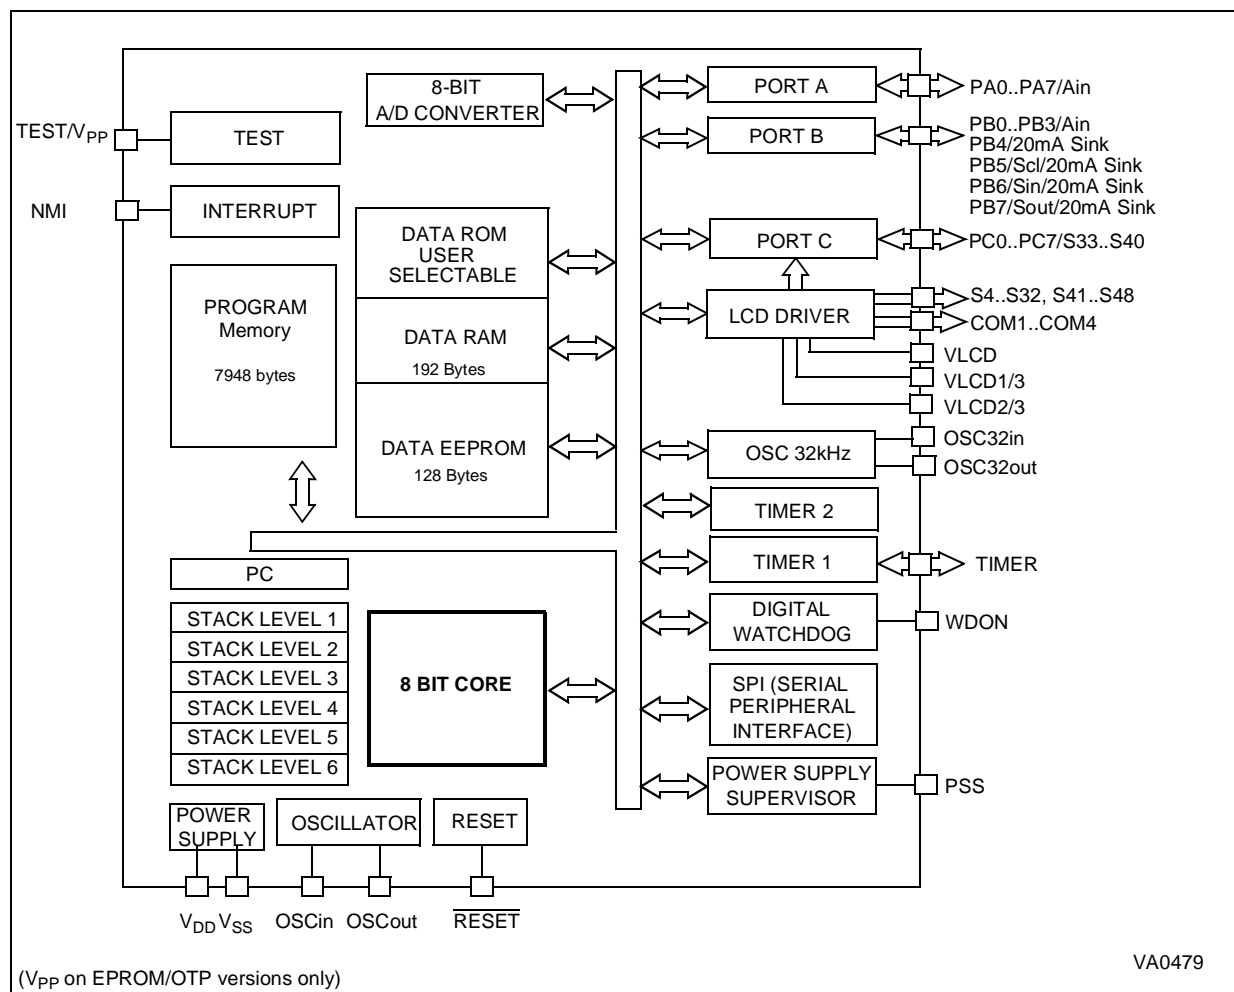 TEST/VPP
NMI
TEST
INTERRUPT
PROGRAM
Memory
7948 bytes
8-BIT
A/D CONVERTER
DATA ROM
USER
SELECTABLE
DATA RAM
192 Bytes
DATA EEPROM
128 Bytes
PC
STACK LEVEL 1
STACK LEVEL 2
STACK LEVEL 3
STACK LEVEL 4
STACK LEVEL 5
STACK LEVEL 6
8 BIT CORE
POWER
SUPPLY
OSCILLATOR
RESET
VDD
VSS
OSCin
OSCout
RESET
PORT A
PA0..PA7/Ain
PORT B
PB0..PB3/Ain
PB4/20mA Sink
PB5/Scl/20mA Sink
PB6/Sin/20mA Sink
PB7/Sout/20mA Sink
PORT C
PC0..PC7/S33..S40
LCD DRIVER
S4..S32, S41..S48
COM1..COM4
VLCD
VLCD1/3
VLCD2/3
OSC 32kHz
OSC32in
OSC32out
TIMER 2
TIMER 1
TIMER
DIGITAL
WATCHDOG
WDON
SPI (SERIAL
PERIPHERAL
INTERFACE)
POWER SUPPLY
SUPERVISOR
PSS
(VPP on EPROM/OTP versions only)
VA0479